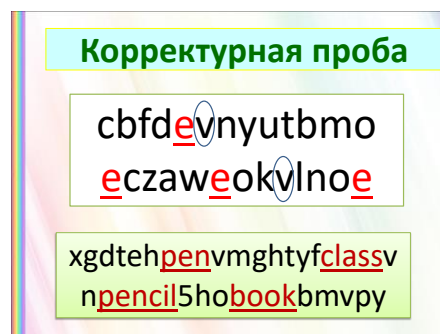 Корректурная проба
cbfdevnyutbmo
eczaweokvlnoe
xgdtehpenvmghtyfclassv
npencil5hobookbmvpy